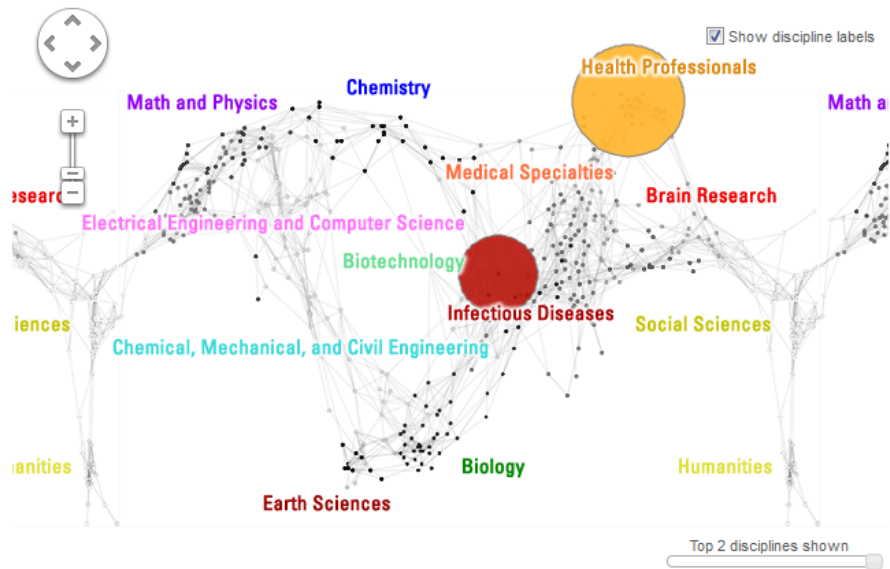 Show discipline labels
Health Professionals
Chemistry
Math and Physics
Math a
Medical Specialties
esearc
Brain Research
Electrical Engineering and Computer Science
Biotechnology
Infectious Diseases
iences
Social Sciences
Chemical, Mechanical, and Civil Engineering
anities
Biology
Humanities
Earth Sciences
Top 2 disciplines shown